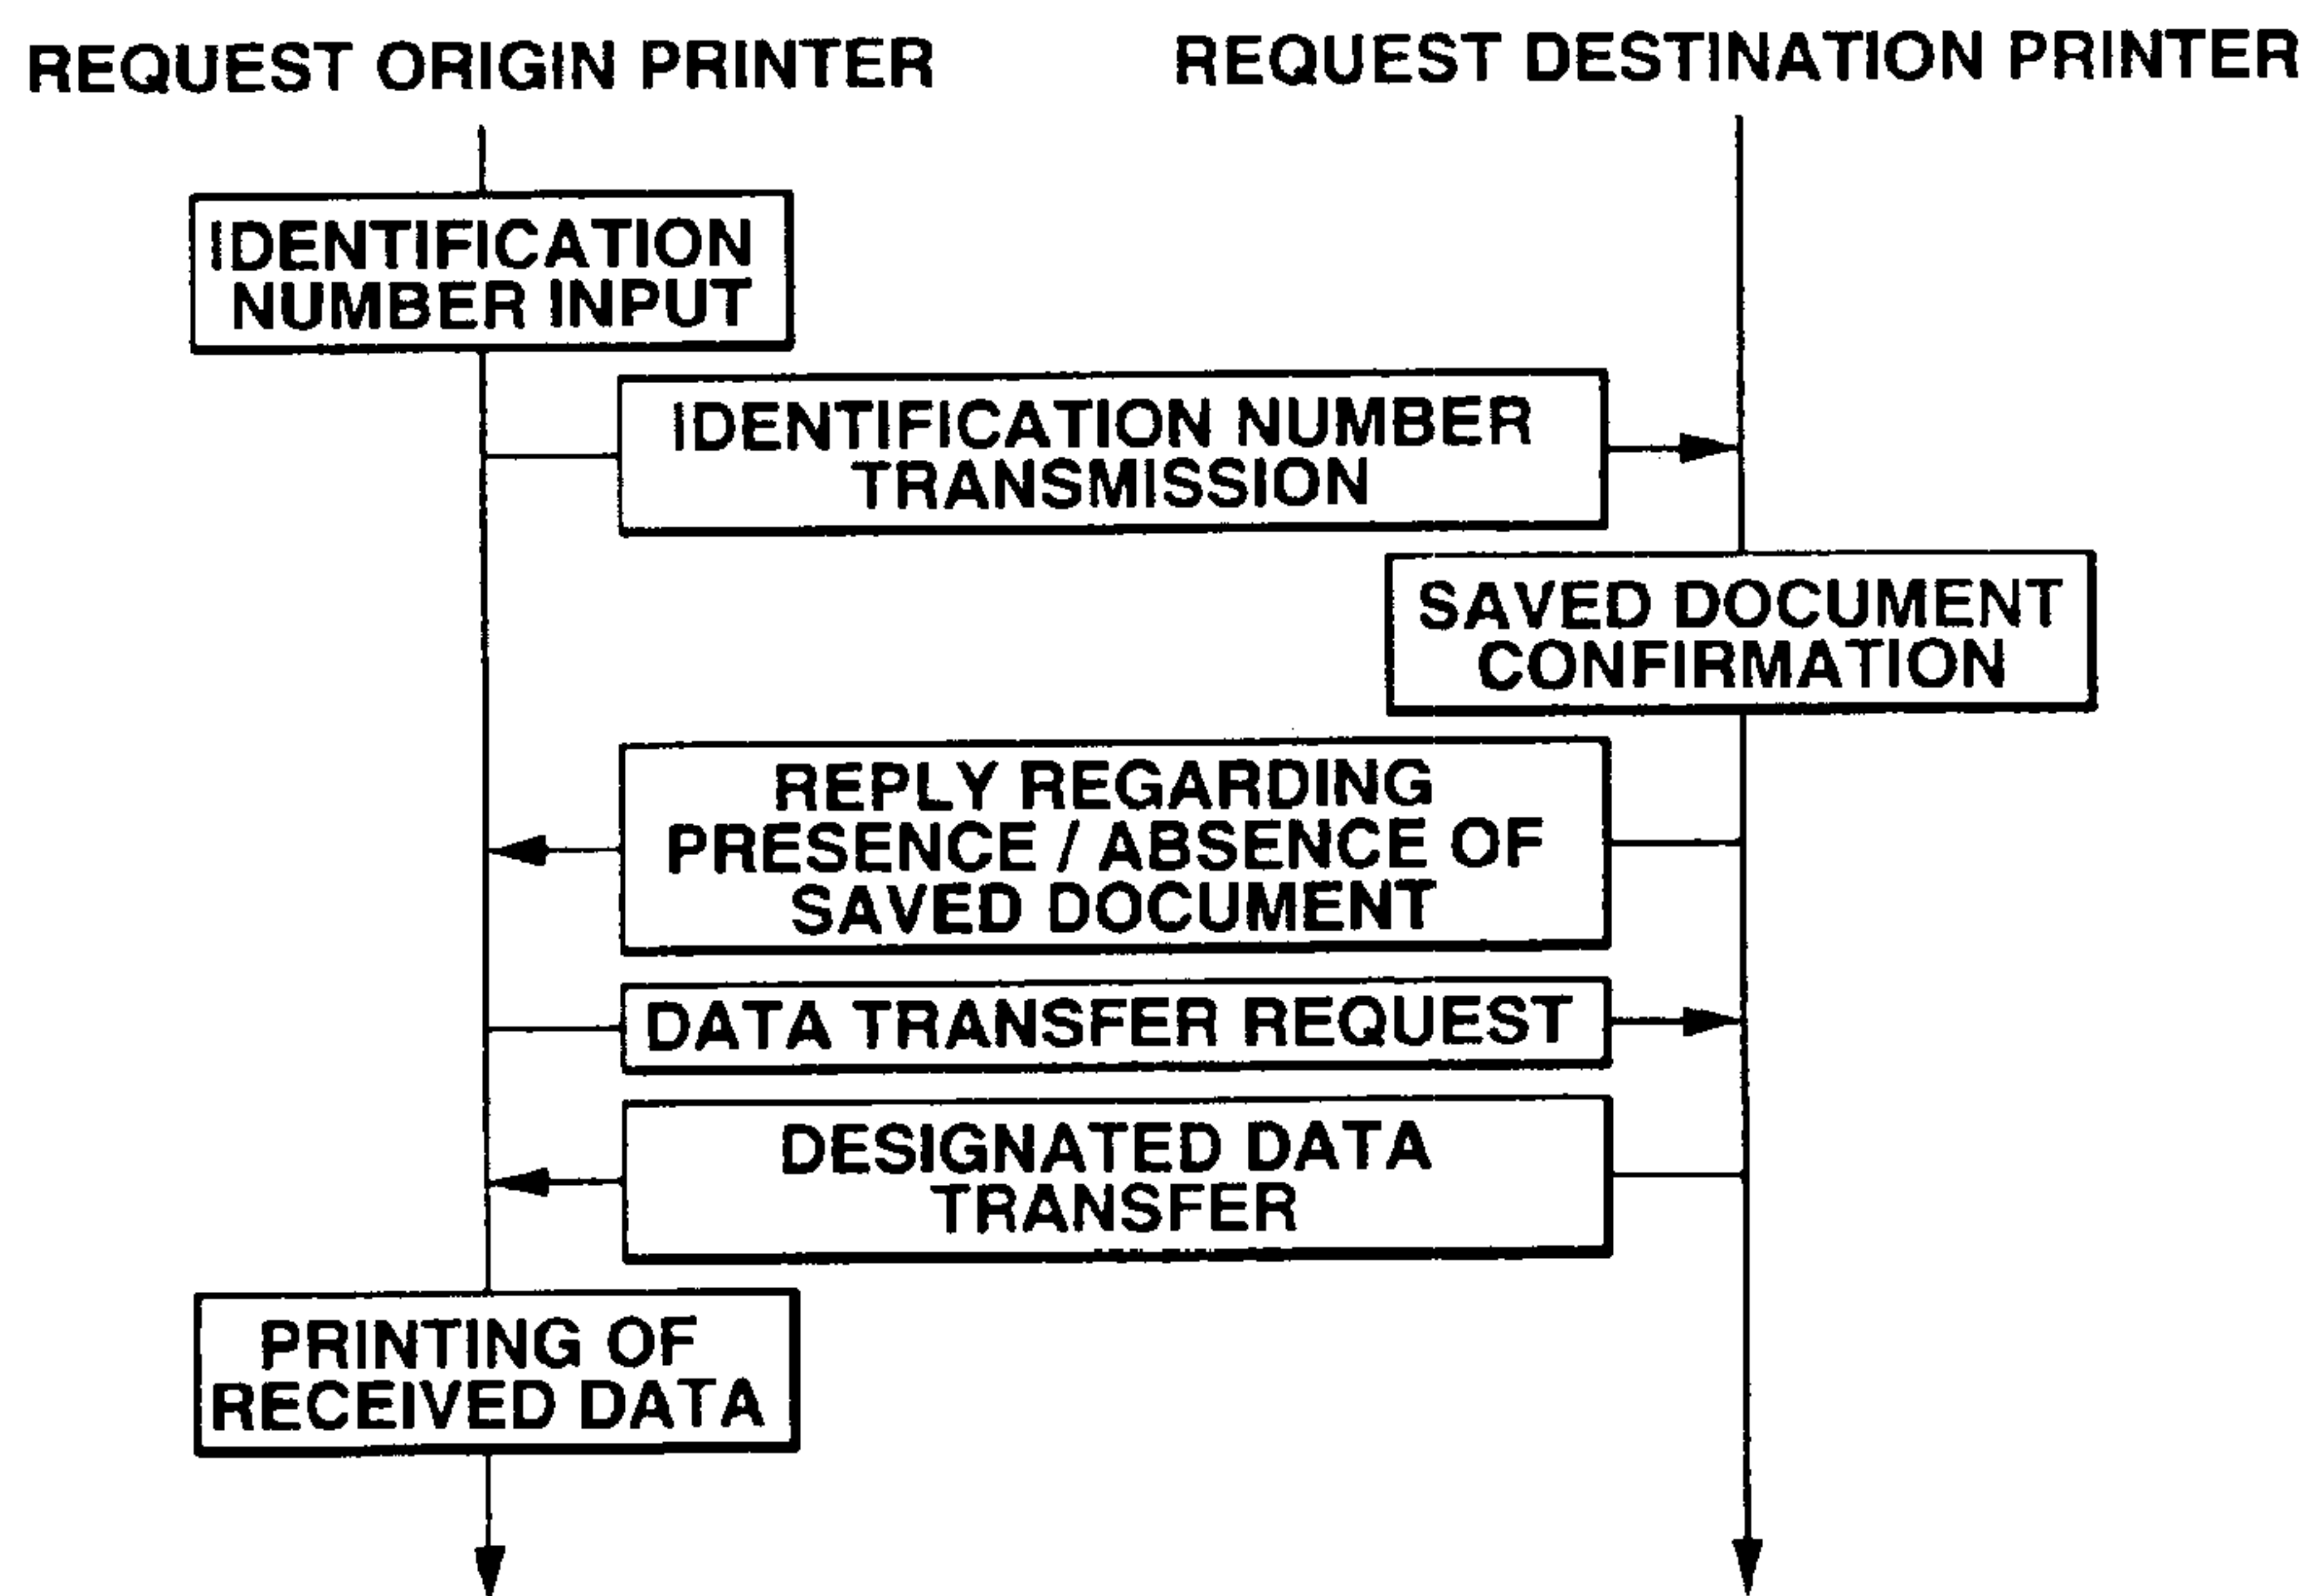 REQUEST ORIGIN PRINTER
REQUEST DESTINATION PRINTER
IDENTIFICATION
NUMBER INPUT
IDENTIFICATION NUMBER
TRANSMISSION
SAVED DOCUMENT
CONFIRMATION
REPLY REGARDING
PRESENCE / ABSENCE OF
SAVED DOCUMENT
DATA TRANSFER REQUEST
DESIGNATED DATA
TRANSFER
PRINTING OF
RECEIVED DATA